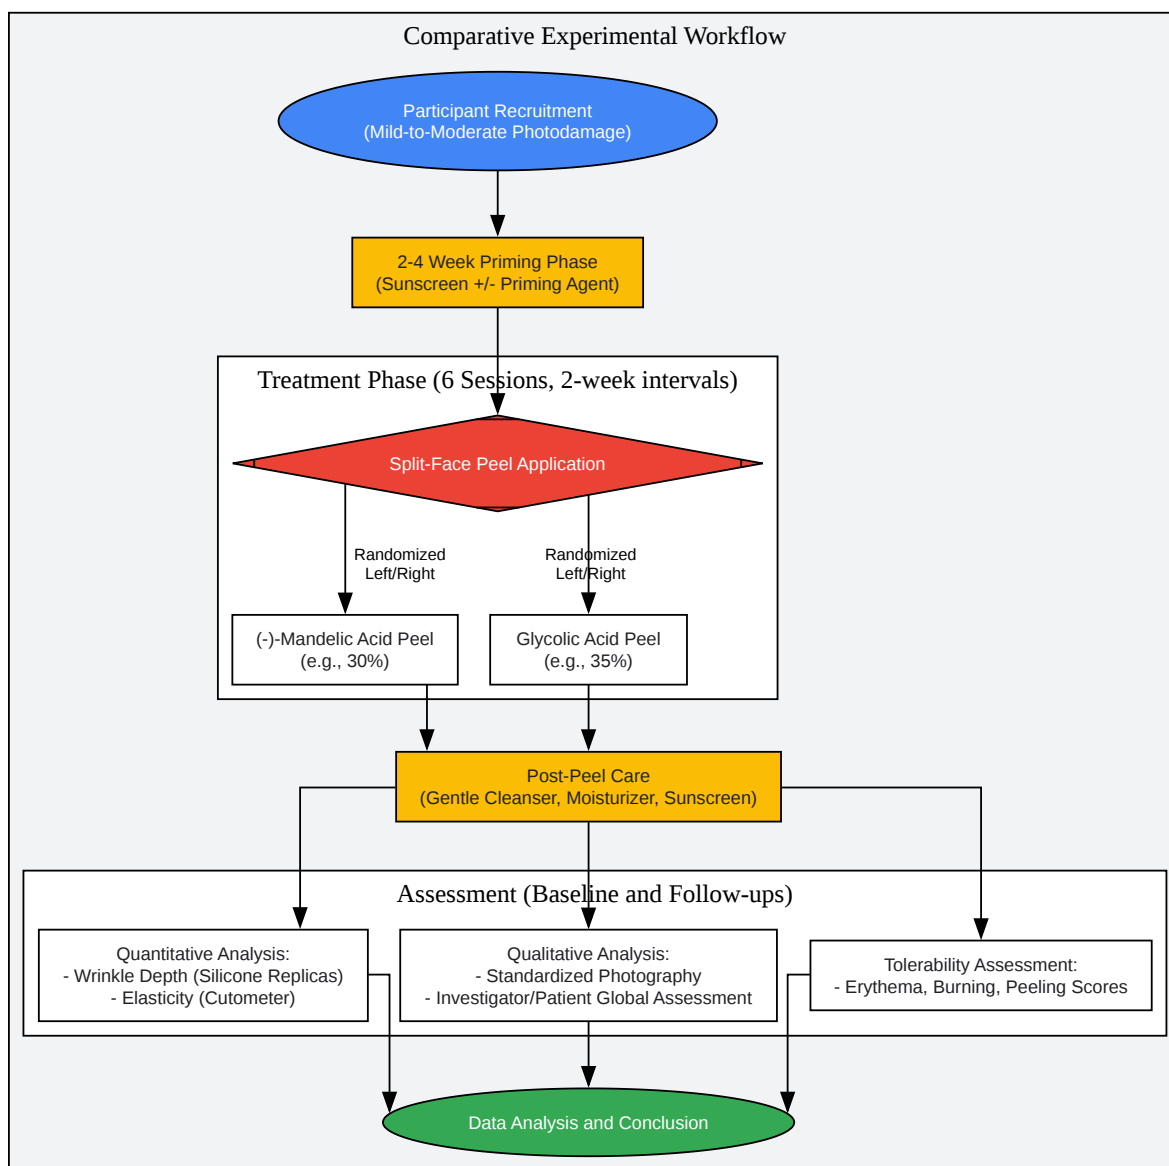 Comparative Experimental Workflow
Participant Recruitment
(Mild-to-Moderate Photodamage)
2-4 Week Priming Phase
(Sunscreen +/- Priming Agent)
Treatment Phase (6 Sessions, 2-week intervals)
Split-Face Peel Application
Randomized
Left/Right
Randomized
Left/Right
(-)-Mandelic Acid Peel
(e.g., 30%)
Glycolic Acid Peel
(e.g., 35%)
Post-Peel Care
(Gentle Cleanser, Moisturizer, Sunscreen)
Assessment (Baseline and Follow-ups)
Quantitative Analysis:
- Wrinkle Depth (Silicone Replicas)
- Elasticity (Cutometer)
Qualitative Analysis:
- Standardized Photography
- Investigator/Patient Global Assessment
Tolerability Assessment:
- Erythema, Burning, Peeling Scores
Data Analysis and Conclusion